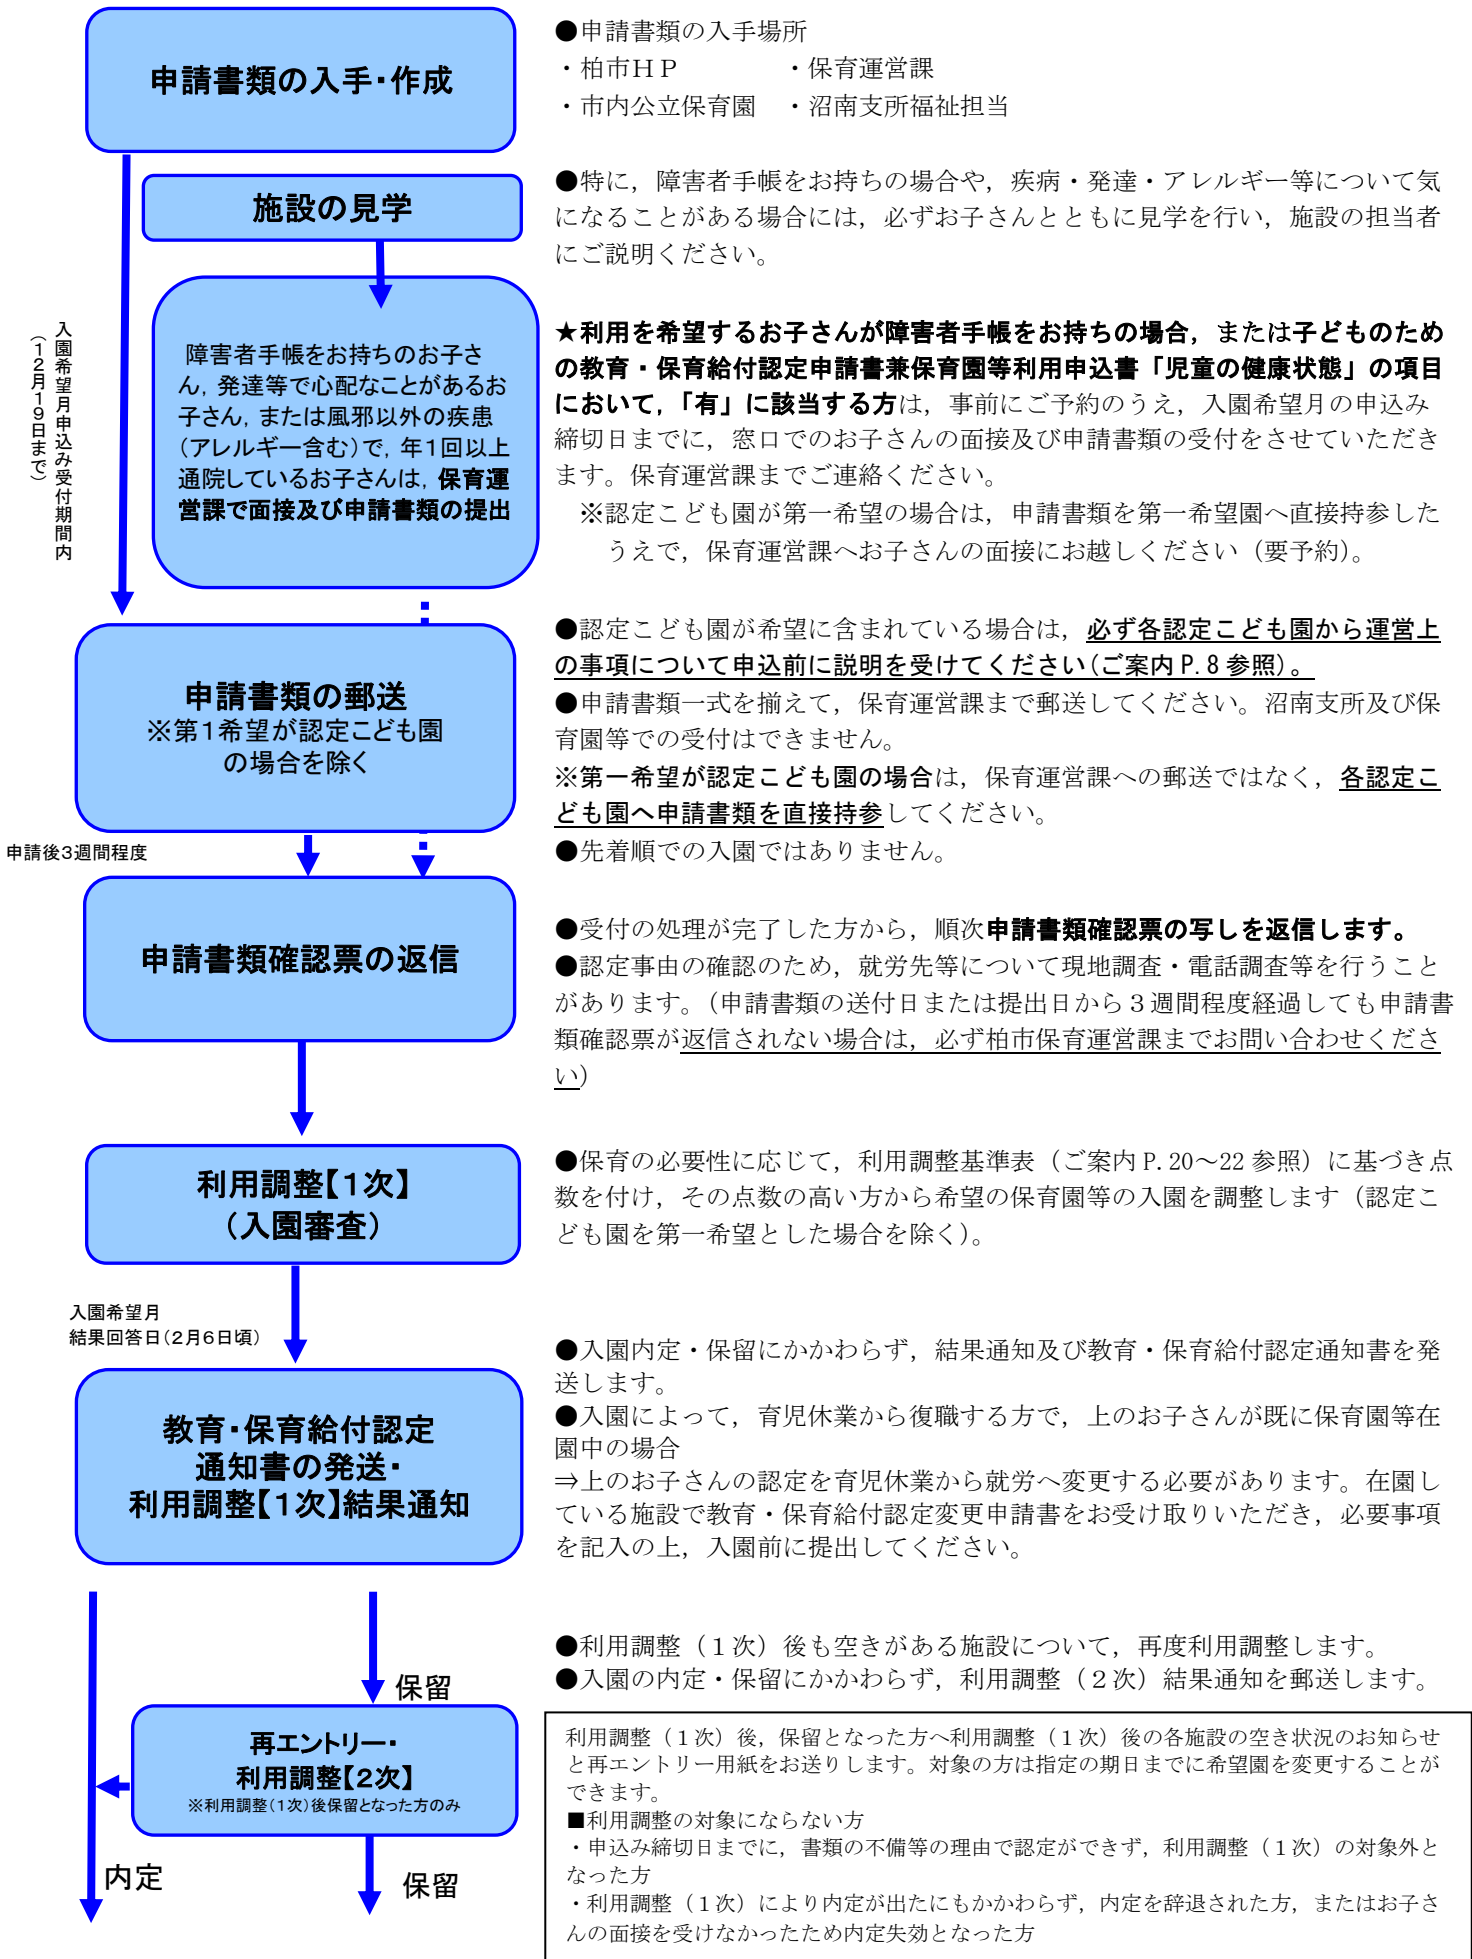 申請書類の入手・作成
●申請書類の入手場所
・柏市ＨＰ　　　　・保育運営課
・市内公立保育園　・沼南支所福祉担当
施設の見学
●特に，障害者手帳をお持ちの場合や，疾病・発達・アレルギー等について気
になることがある場合には，必ずお子さんとともに見学を行い，施設の担当者
にご説明ください。
入園希望月申込み受付期間内
（12月19日まで）
障害者手帳をお持ちのお子さ
ん，発達等で心配なことがあるお
子さん，または風邪以外の疾患
（アレルギー含む）で，年１回以上
通院しているお子さんは，保育運
営課で面接及び申請書類の提出
★利用を希望するお子さんが障害者手帳をお持ちの場合，または子どものため
の教育・保育給付認定申請書兼保育園等利用申込書「児童の健康状態」の項目
において，「有」に該当する方は，事前にご予約のうえ，入園希望月の申込み
締切日までに，窓口でのお子さんの面接及び申請書類の受付をさせていただき
ます。保育運営課までご連絡ください。
※認定こども園が第一希望の場合は，申請書類を第一希望園へ直接持参した
うえで，保育運営課へお子さんの面接にお越しください（要予約）。
申請書類の郵送
※第１希望が認定こども園
の場合を除く
●認定こども園が希望に含まれている場合は，必ず各認定こども園から運営上
の事項について申込前に説明を受けてください(ご案内 P.8 参照)。
●申請書類一式を揃えて，保育運営課まで郵送してください。沼南支所及び保
育園等での受付はできません。
※第一希望が認定こども園の場合は，保育運営課への郵送ではなく，各認定こ
ども園へ申請書類を直接持参してください。
●先着順での入園ではありません。
申請後3週間程度
申請書類確認票の返信
●受付の処理が完了した方から，順次申請書類確認票の写しを返信します。
●認定事由の確認のため，就労先等について現地調査・電話調査等を行うこと
があります。（申請書類の送付日または提出日から３週間程度経過しても申請書
類確認票が返信されない場合は，必ず柏市保育運営課までお問い合わせくださ
い）
利用調整【１次】
（入園審査）
●保育の必要性に応じて，利用調整基準表（ご案内 P.20～22 参照）に基づき点
数を付け，その点数の高い方から希望の保育園等の入園を調整します（認定こ
ども園を第一希望とした場合を除く）。
入園希望月
結果回答日（２月６日頃）
教育・保育給付認定
通知書の発送・
利用調整【１次】結果通知
●入園内定・保留にかかわらず，結果通知及び教育・保育給付認定通知書を発
送します。
●入園によって，育児休業から復職する方で，上のお子さんが既に保育園等在
園中の場合
⇒上のお子さんの認定を育児休業から就労へ変更する必要があります。在園し
ている施設で教育・保育給付認定変更申請書をお受け取りいただき，必要事項
を記入の上，入園前に提出してください。
●利用調整（１次）後も空きがある施設について，再度利用調整します。
●入園の内定・保留にかかわらず，利用調整（２次）結果通知を郵送します。
保留
再エントリー・
利用調整【２次】
※利用調整（１次）後保留となった方のみ
利用調整（１次）後，保留となった方へ利用調整（１次）後の各施設の空き状況のお知らせ
と再エントリー用紙をお送りします。対象の方は指定の期日までに希望園を変更することが
できます。
■利用調整の対象にならない方
・申込み締切日までに，書類の不備等の理由で認定ができず，利用調整（１次）の対象外と
なった方
・利用調整（１次）により内定が出たにもかかわらず，内定を辞退された方，またはお子さ
んの面接を受けなかったため内定失効となった方
内定
保留